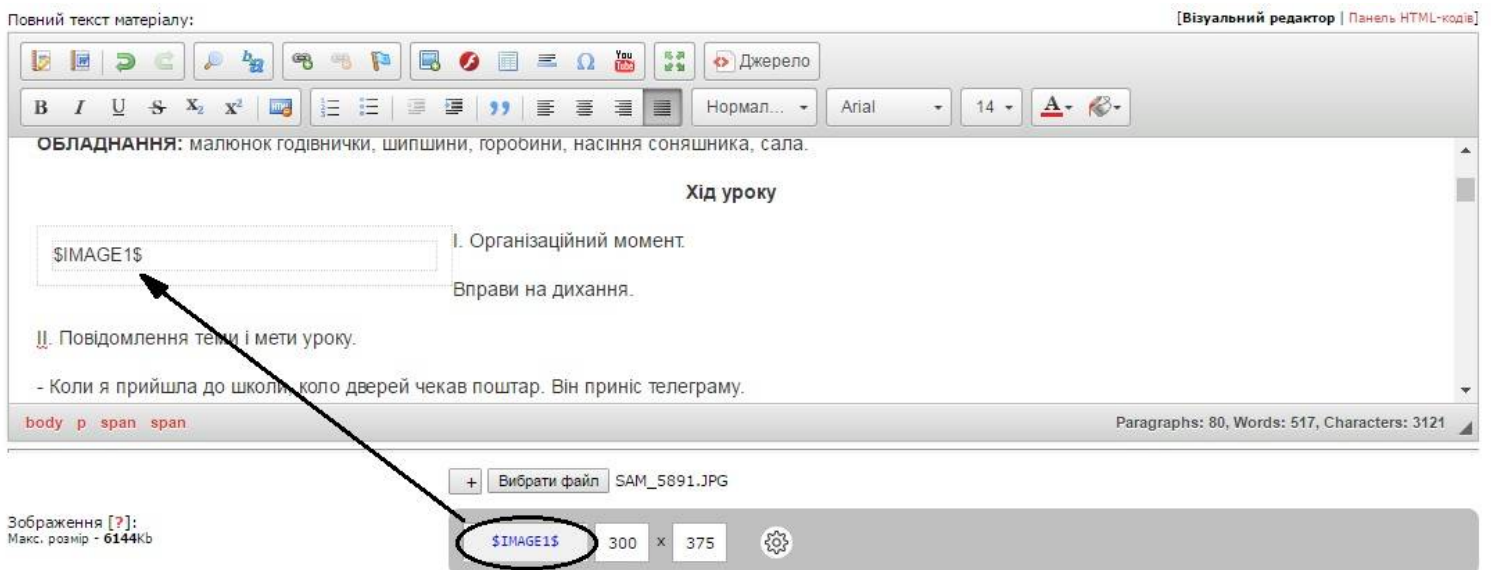 Повний текст матеріалу:
[Візуальний редактор | Панель HTML-кодів]
Джерело
B I U S X₂ X² Нормал... Arial 14 A
ОБЛАДНАННЯ: малюнок годівнички, шипшини, горобини, насіння соняшника, сала.
Хід уроку
$IMAGE1$
І. Організаційний момент.
Вправи на дихання.
ІІ. Повідомлення теми і мети уроку.
- Коли я прийшла до школи, коло дверей чекав поштар. Він приніс телеграму.
body p span span
Paragraphs: 80, Words: 517, Characters: 3121
+ Вибрати файл SAM_5891.JPG
Зображення [?]:
Макс. розмір - 6144Kb
$IMAGE1$ 300 x 375